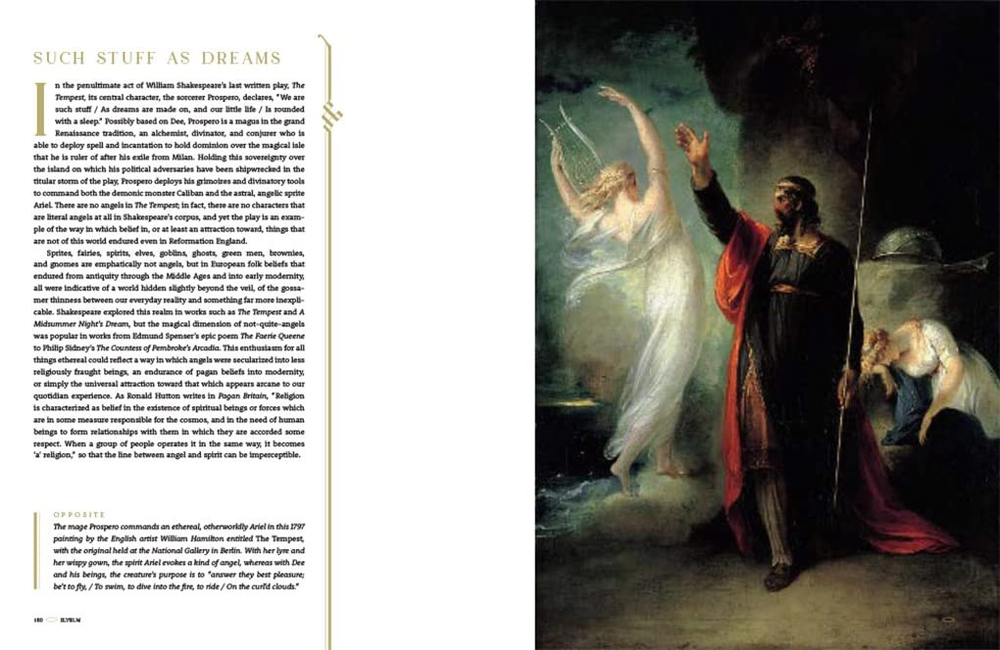 SUCH STUFF AS DREAMS
In the penultimate act of William Shakespeare's last written play, The
Tempest, its central character, the sorcerer Prospero, declares, "We are
such stuff / As dreams are made on, and our little life / Is rounded
with a sleep." Possibly based on Dee, Prospero is a magus in the grand
Renaissance tradition, an alchemist, divinator, and conjurer who is
able to deploy spell and incantation to hold dominion over the magical isle
that he is ruler of after his exile from Milan. Holding this sovereignty over
the island on which his political adversaries have been shipwrecked in the
titular storm of the play, Prospero deploys his grimoires and divinatory tools
to command both the demonic monster Caliban and the astral, angelic sprite
Ariel. There are no angels in The Tempest; in fact, there are no characters that
are literal angels at all in Shakespeare's corpus, and yet the play is an exam-
ple of the way in which belief in, or at least an attraction toward, things that
are not of this world endured even in Reformation England.
Sprites, fairies, spirits, elves, goblins, ghosts, green men, brownies,
and gnomes are emphatically not angels, but in European folk beliefs that
endured from antiquity through the Middle Ages and into early modernity,
all were indicative of a world hidden slightly beyond the veil, of the gossa-
mer thinness between our everyday reality and something far more inexpli-
cable. Shakespeare explored this realm in works such as The Tempest and A
Midsummer Night's Dream, but the magical dimension of not-quite-angels
was popular in works from Edmund Spenser's epic poem The Faerie Queene
to Philip Sidney's The Countess of Pembroke's Arcadia. This enthusiasm for all
things ethereal could reflect a way in which angels were secularized into less
religiously fraught beings, an endurance of pagan beliefs into modernity,
or simply the universal attraction toward that which appears arcane to our
quotidian experience. As Ronald Hutton writes in Pagan Britain, "Religion
is characterized as belief in the existence of spiritual beings or forces which
are in some measure responsible for the cosmos, and in the need of human
beings to form relationships with them in which they are accorded some
respect. When a group of people operates it in the same way, it becomes
'a' religion," so that the line between angel and spirit can be imperceptible.
OPPOSITE
The mage Prospero commands an ethereal, otherworldly Ariel in this 1797
painting by the English artist William Hamilton entitled The Tempest,
with the original held at the National Gallery in Berlin. With her lyre and
her wispy gown, the spirit Ariel evokes a kind of angel, whereas with Dee
and his beings, the creature's purpose is to "answer they best pleasure;
be't to fly, / To swim, to dive into the fire, to ride / On the curl'd clouds."
180 ELYSIUM